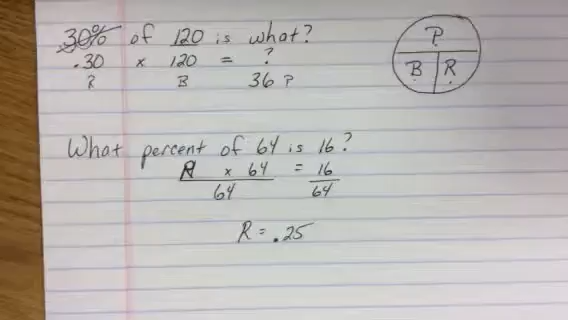 30% of 120 is what?
.30 x 120 = ?
R B 36 P
P
B R
What percent of 64 is 16?
R x 64 = 16
64 64
R = .25